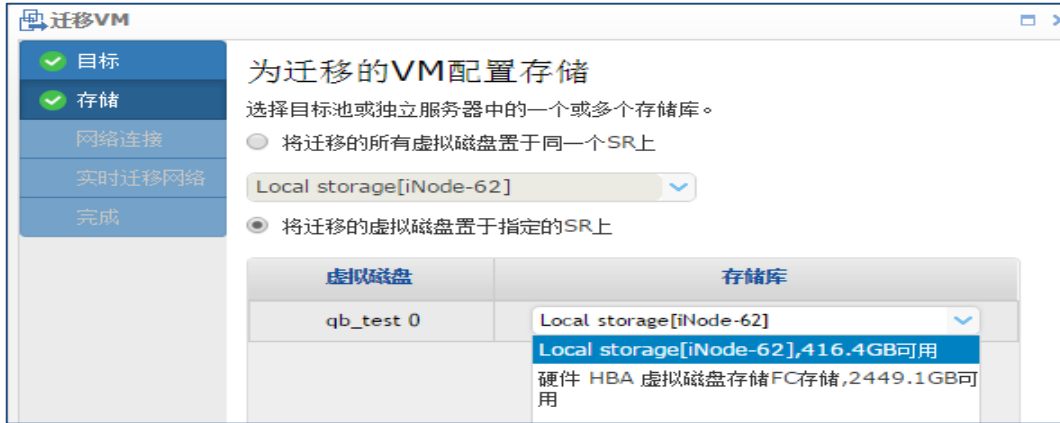 迁移VM
目标
存储
网络连接
实时迁移网络
完成
为迁移的VM配置存储
选择目标池或独立服务器中的一个或多个存储库。
将迁移的所有虚拟磁盘置于同一个SR上
Local storage[iNode-62]
将迁移的虚拟磁盘置于指定的SR上
虚拟磁盘 存储库
qb_test 0 Local storage[iNode-62]
Local storage[iNode-62],416.4GB可用
硬件 HBA 虚拟磁盘存储FC存储,2449.1GB可
用